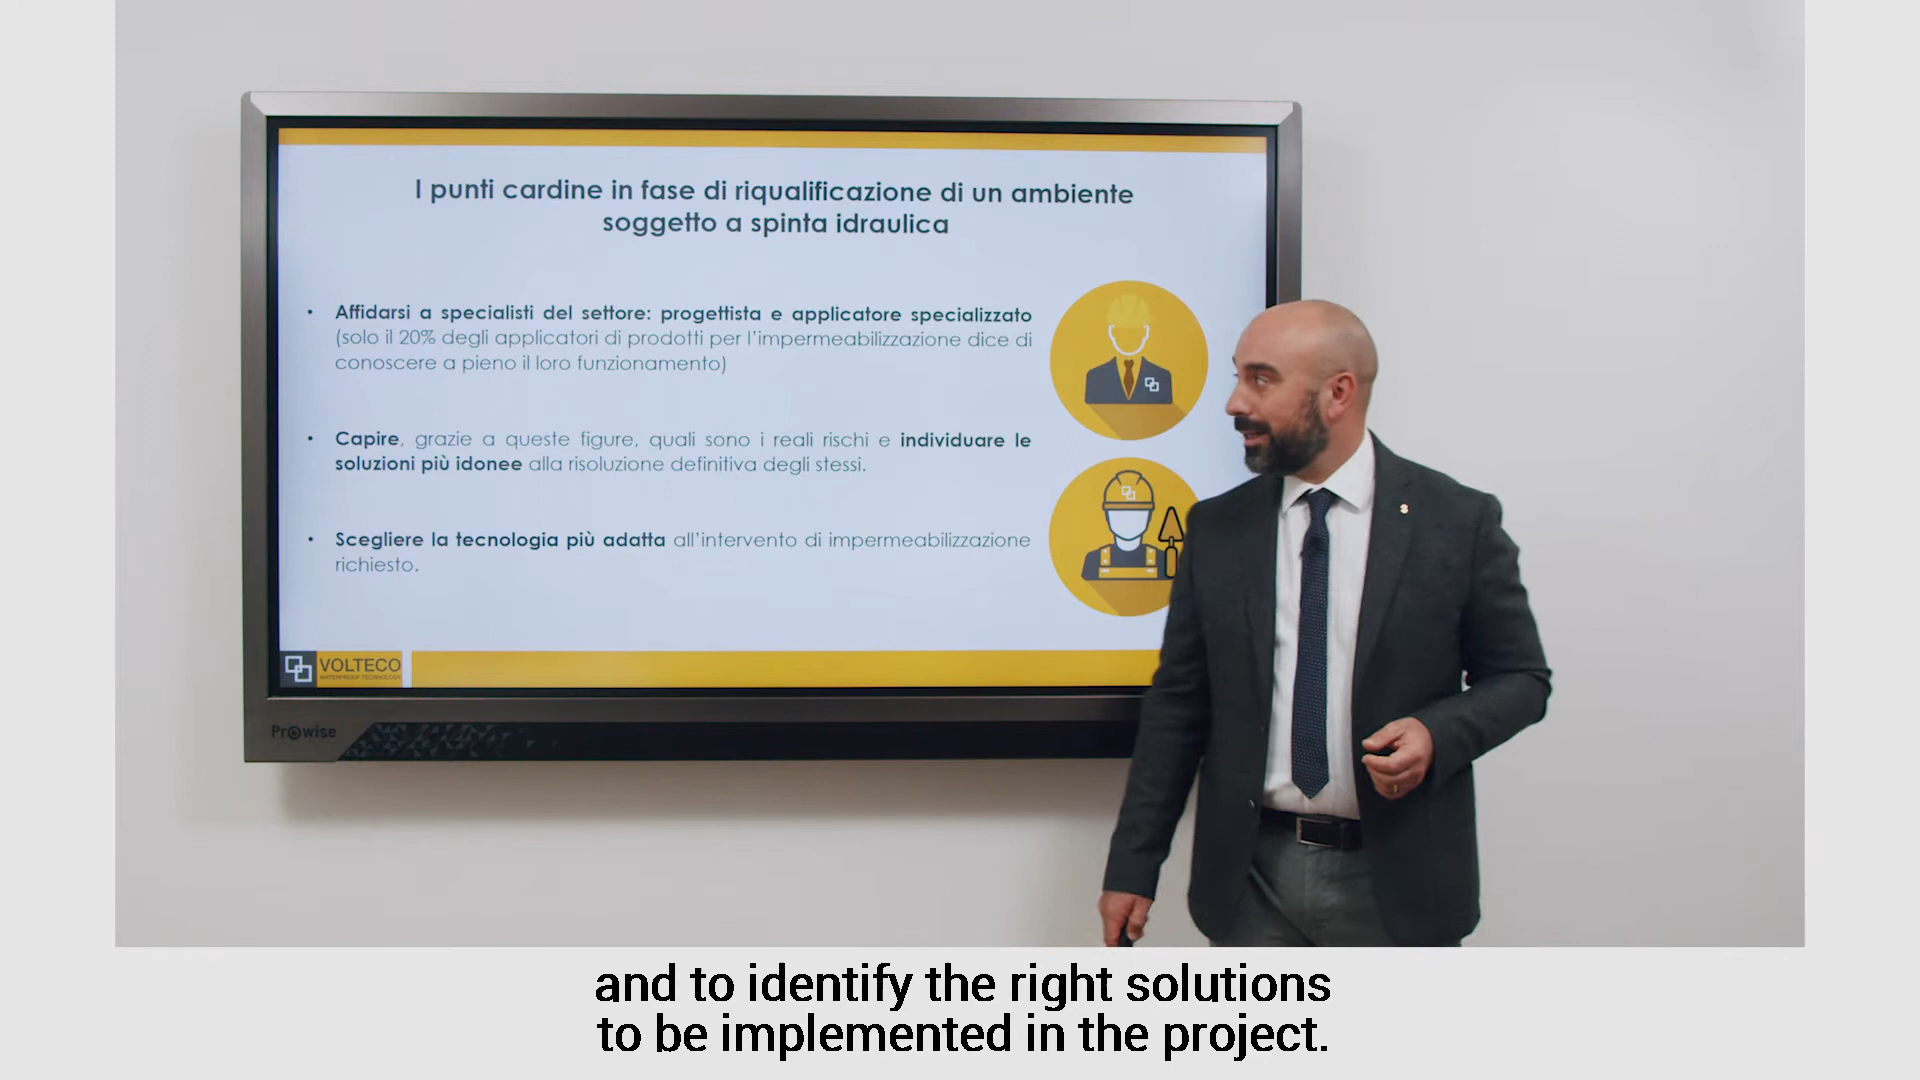 I punti cardine in fase di riqualificazione di un ambiente
soggetto a spinta idraulica
• Affidarsi a specialisti del settore: progettista e applicatore specializzato
(solo il 20% degli applicatori di prodotti per l'impermeabilizzazione dice di
conoscere a pieno il loro funzionamento)
• Capire, grazie a queste figure, quali sono i reali rischi e individuare le
soluzioni più idonee alla risoluzione definitiva degli stessi.
• Scegliere la tecnologia più adatta all'intervento di impermeabilizzazione
richiesto.
VOLTECO
WATERPROOF TECHNOLOGY
Prowise
and to identify the right solutions
to be implemented in the project.